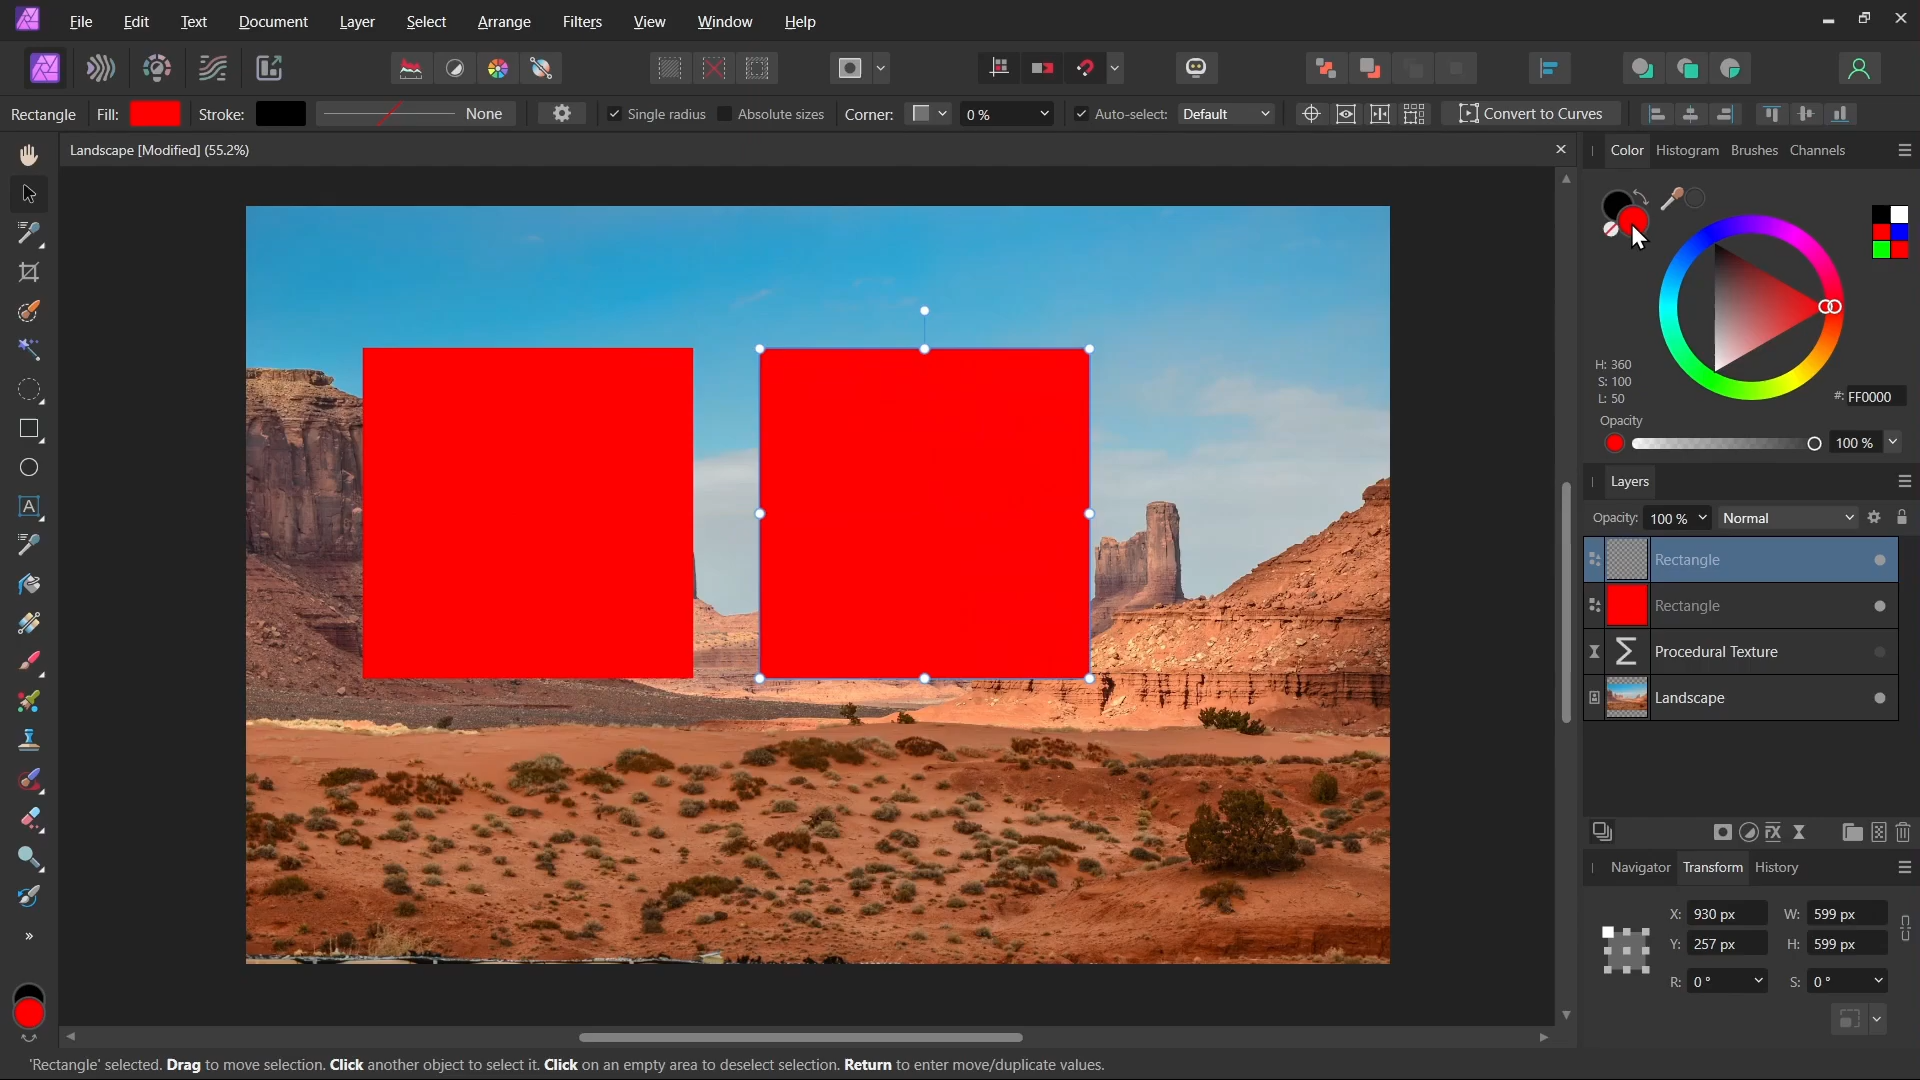 File Edit Text Document Layer Select Arrange Filters View Window Help
Rectangle Fill: Stroke: None Single radius Absolute sizes Corner: 0 % Auto-select: Default Convert to Curves
Landscape [Modified] (55.2%)
Color Histogram Brushes Channels
H: 360
S: 100
L: 50
#: FF0000
Opacity
100 %
Layers
Opacity: 100 % Normal
Rectangle
Rectangle
Procedural Texture
Landscape
Navigator Transform History
X: 930 px W: 599 px
Y: 257 px H: 599 px
R: 0 ° S: 0 °
'Rectangle' selected. Drag to move selection. Click another object to select it. Click on an empty area to deselect selection. Return to enter move/duplicate values.